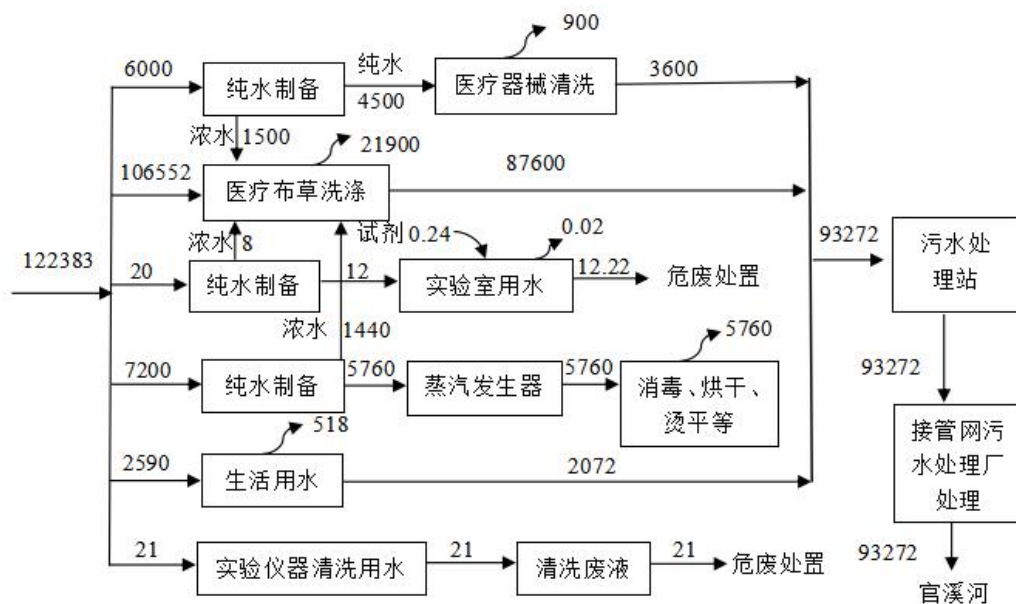 900
6000
纯水制备
纯水
4500
医疗器械清洗
3600
浓水
1500
21900
106552
医疗布草洗涤
87600
浓水
8
试剂
0.24
0.02
122383
20
纯水制备
12
实验室用水
12.22
危废处置
93272
污水处
理站
浓水
1440
5760
7200
纯水制备
5760
蒸汽发生器
5760
消毒、烘干、
烫平等
93272
518
2590
生活用水
2072
接管网污
水处理厂
处理
21
实验仪器清洗用水
21
清洗废液
21
危废处置
93272
官溪河